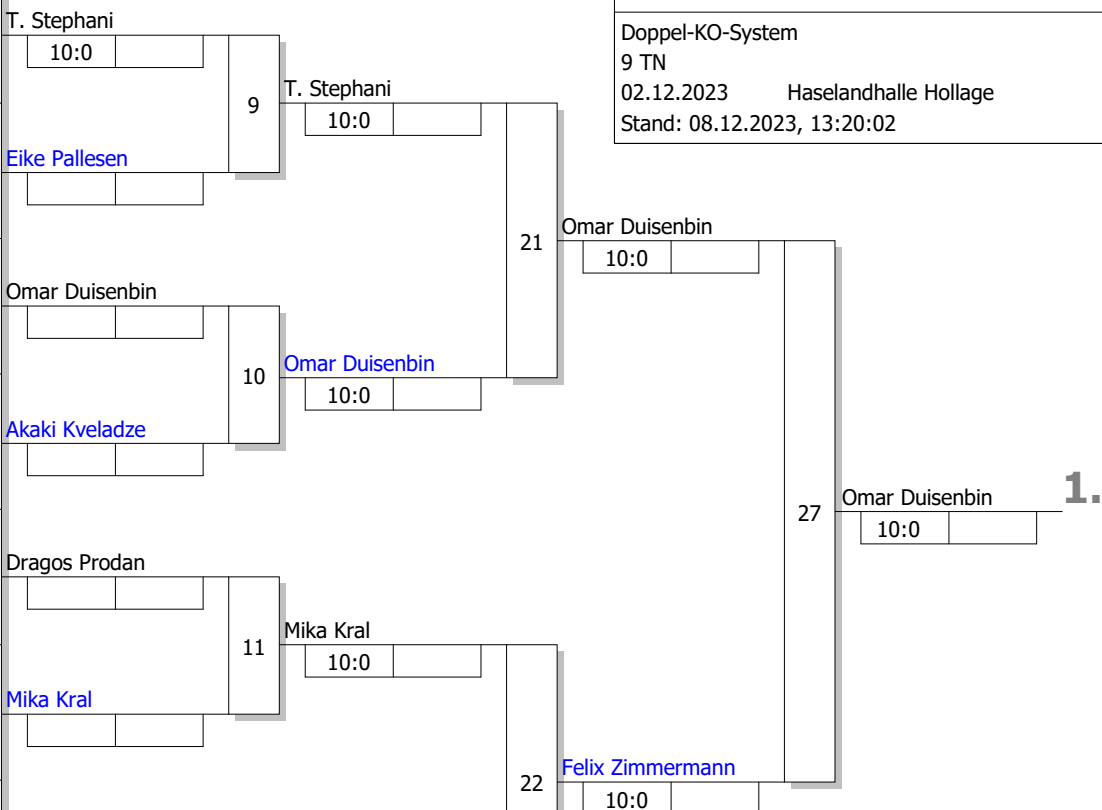 T. Stephani
10:0
9
Eike Pallesen
T. Stephani
10:0
Omar Duisenbin
10
Akaki Kveladze
Omar Duisenbin
10:0
21
Omar Duisenbin
10:0
Dragos Prodan
11
Mika Kral
Mika Kral
10:0
22
Felix Zimmermann
10:0
27
Omar Duisenbin
10:0
1.
Doppel-KO-System
9 TN
02.12.2023 Haselandhalle Hollage
Stand: 08.12.2023, 13:20:02